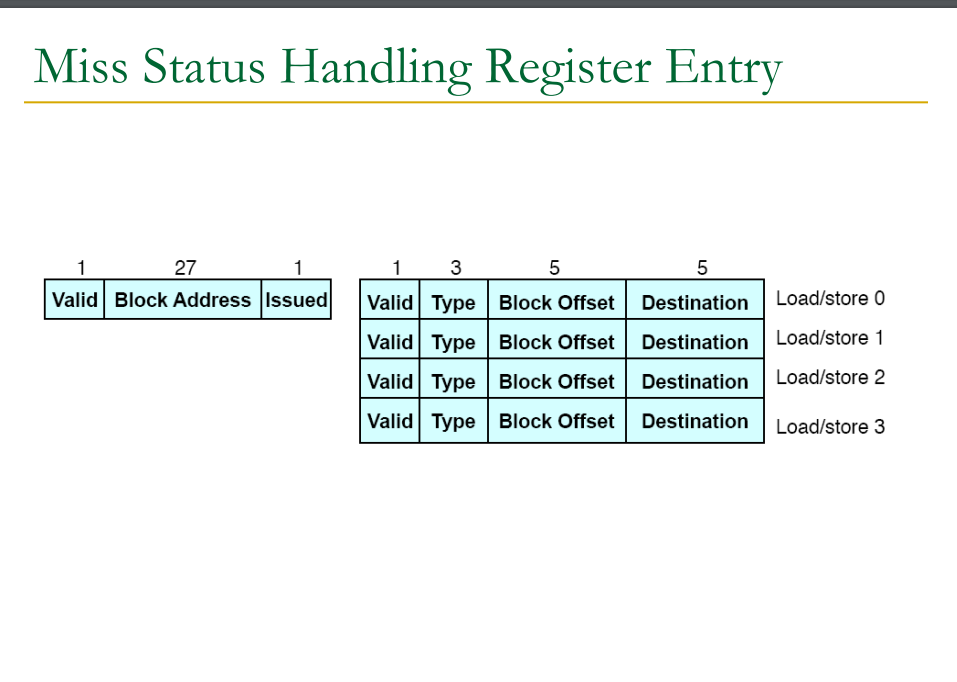 Miss Status Handling Register Entry
1 27 1
Valid Block Address Issued
1 3 5 5
Valid Type Block Offset Destination Load/store 0
Valid Type Block Offset Destination Load/store 1
Valid Type Block Offset Destination Load/store 2
Valid Type Block Offset Destination Load/store 3